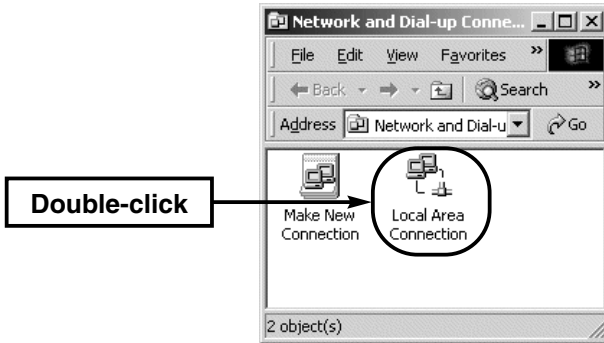 Network and Dial-up Conne...
File Edit View Favorites »
Back Search »
Address Network and Dial-u Go
Double-click
Make New Connection
Local Area Connection
2 object(s)